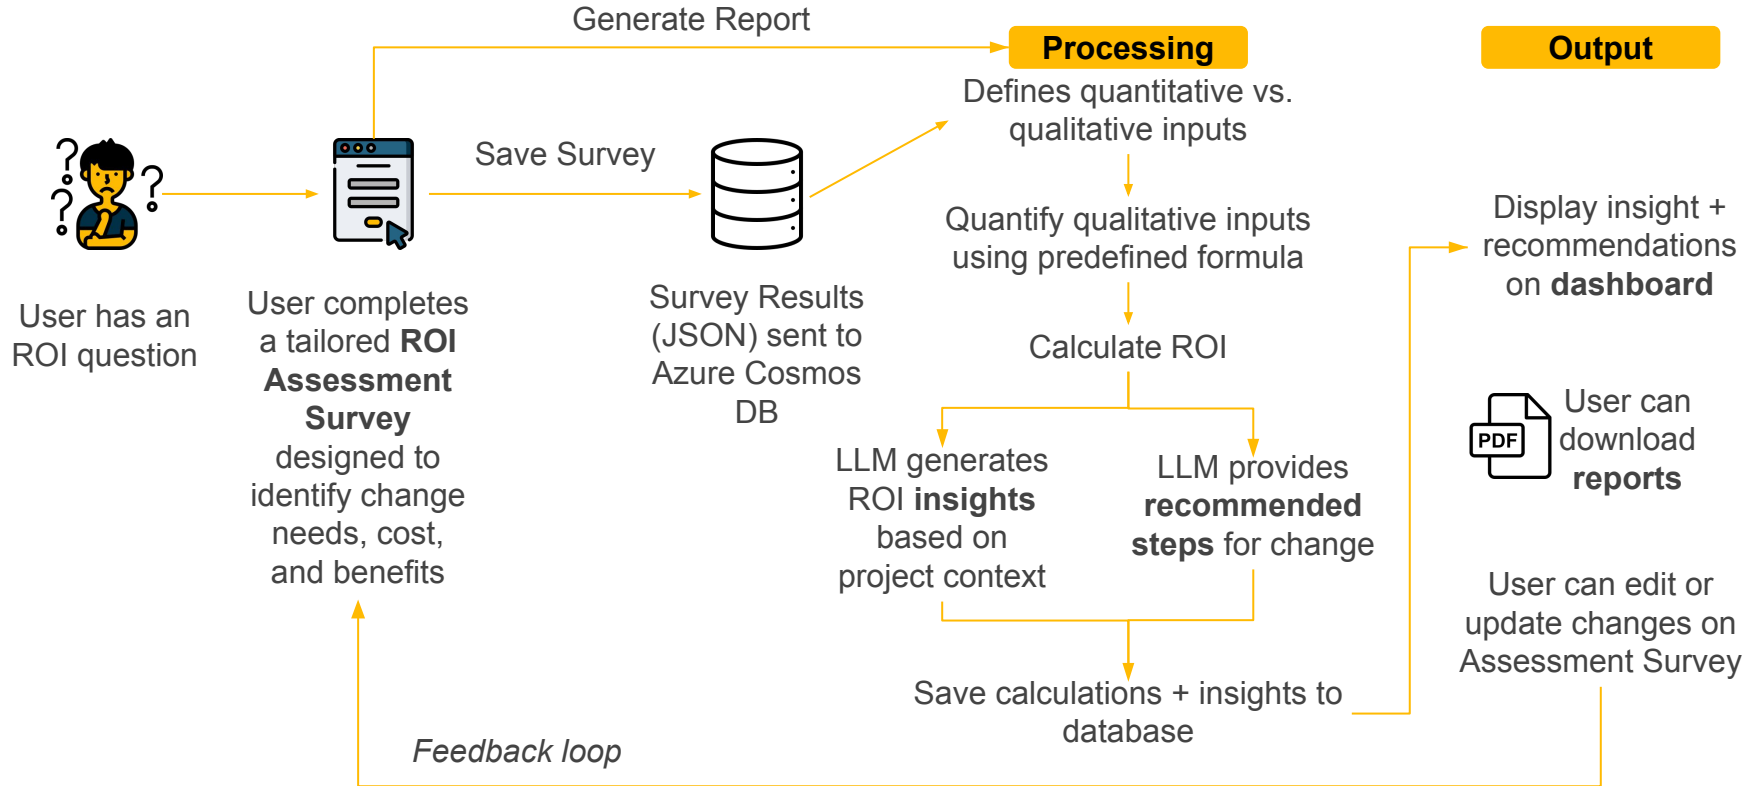 Generate Report
Processing
Output
Defines quantitative vs.
qualitative inputs
Save Survey
Quantify qualitative inputs
using predefined formula
Display insight +
recommendations
on dashboard
User has an
ROI question
User completes
a tailored ROI
Assessment
Survey
designed to
identify change
needs, cost,
and benefits
Survey Results
(JSON) sent to
Azure Cosmos
DB
Calculate ROI
LLM generates
ROI insights
based on
project context
LLM provides
recommended
steps for change
PDF
User can
download
reports
User can edit or
update changes on
Assessment Survey
Save calculations + insights to
database
Feedback loop